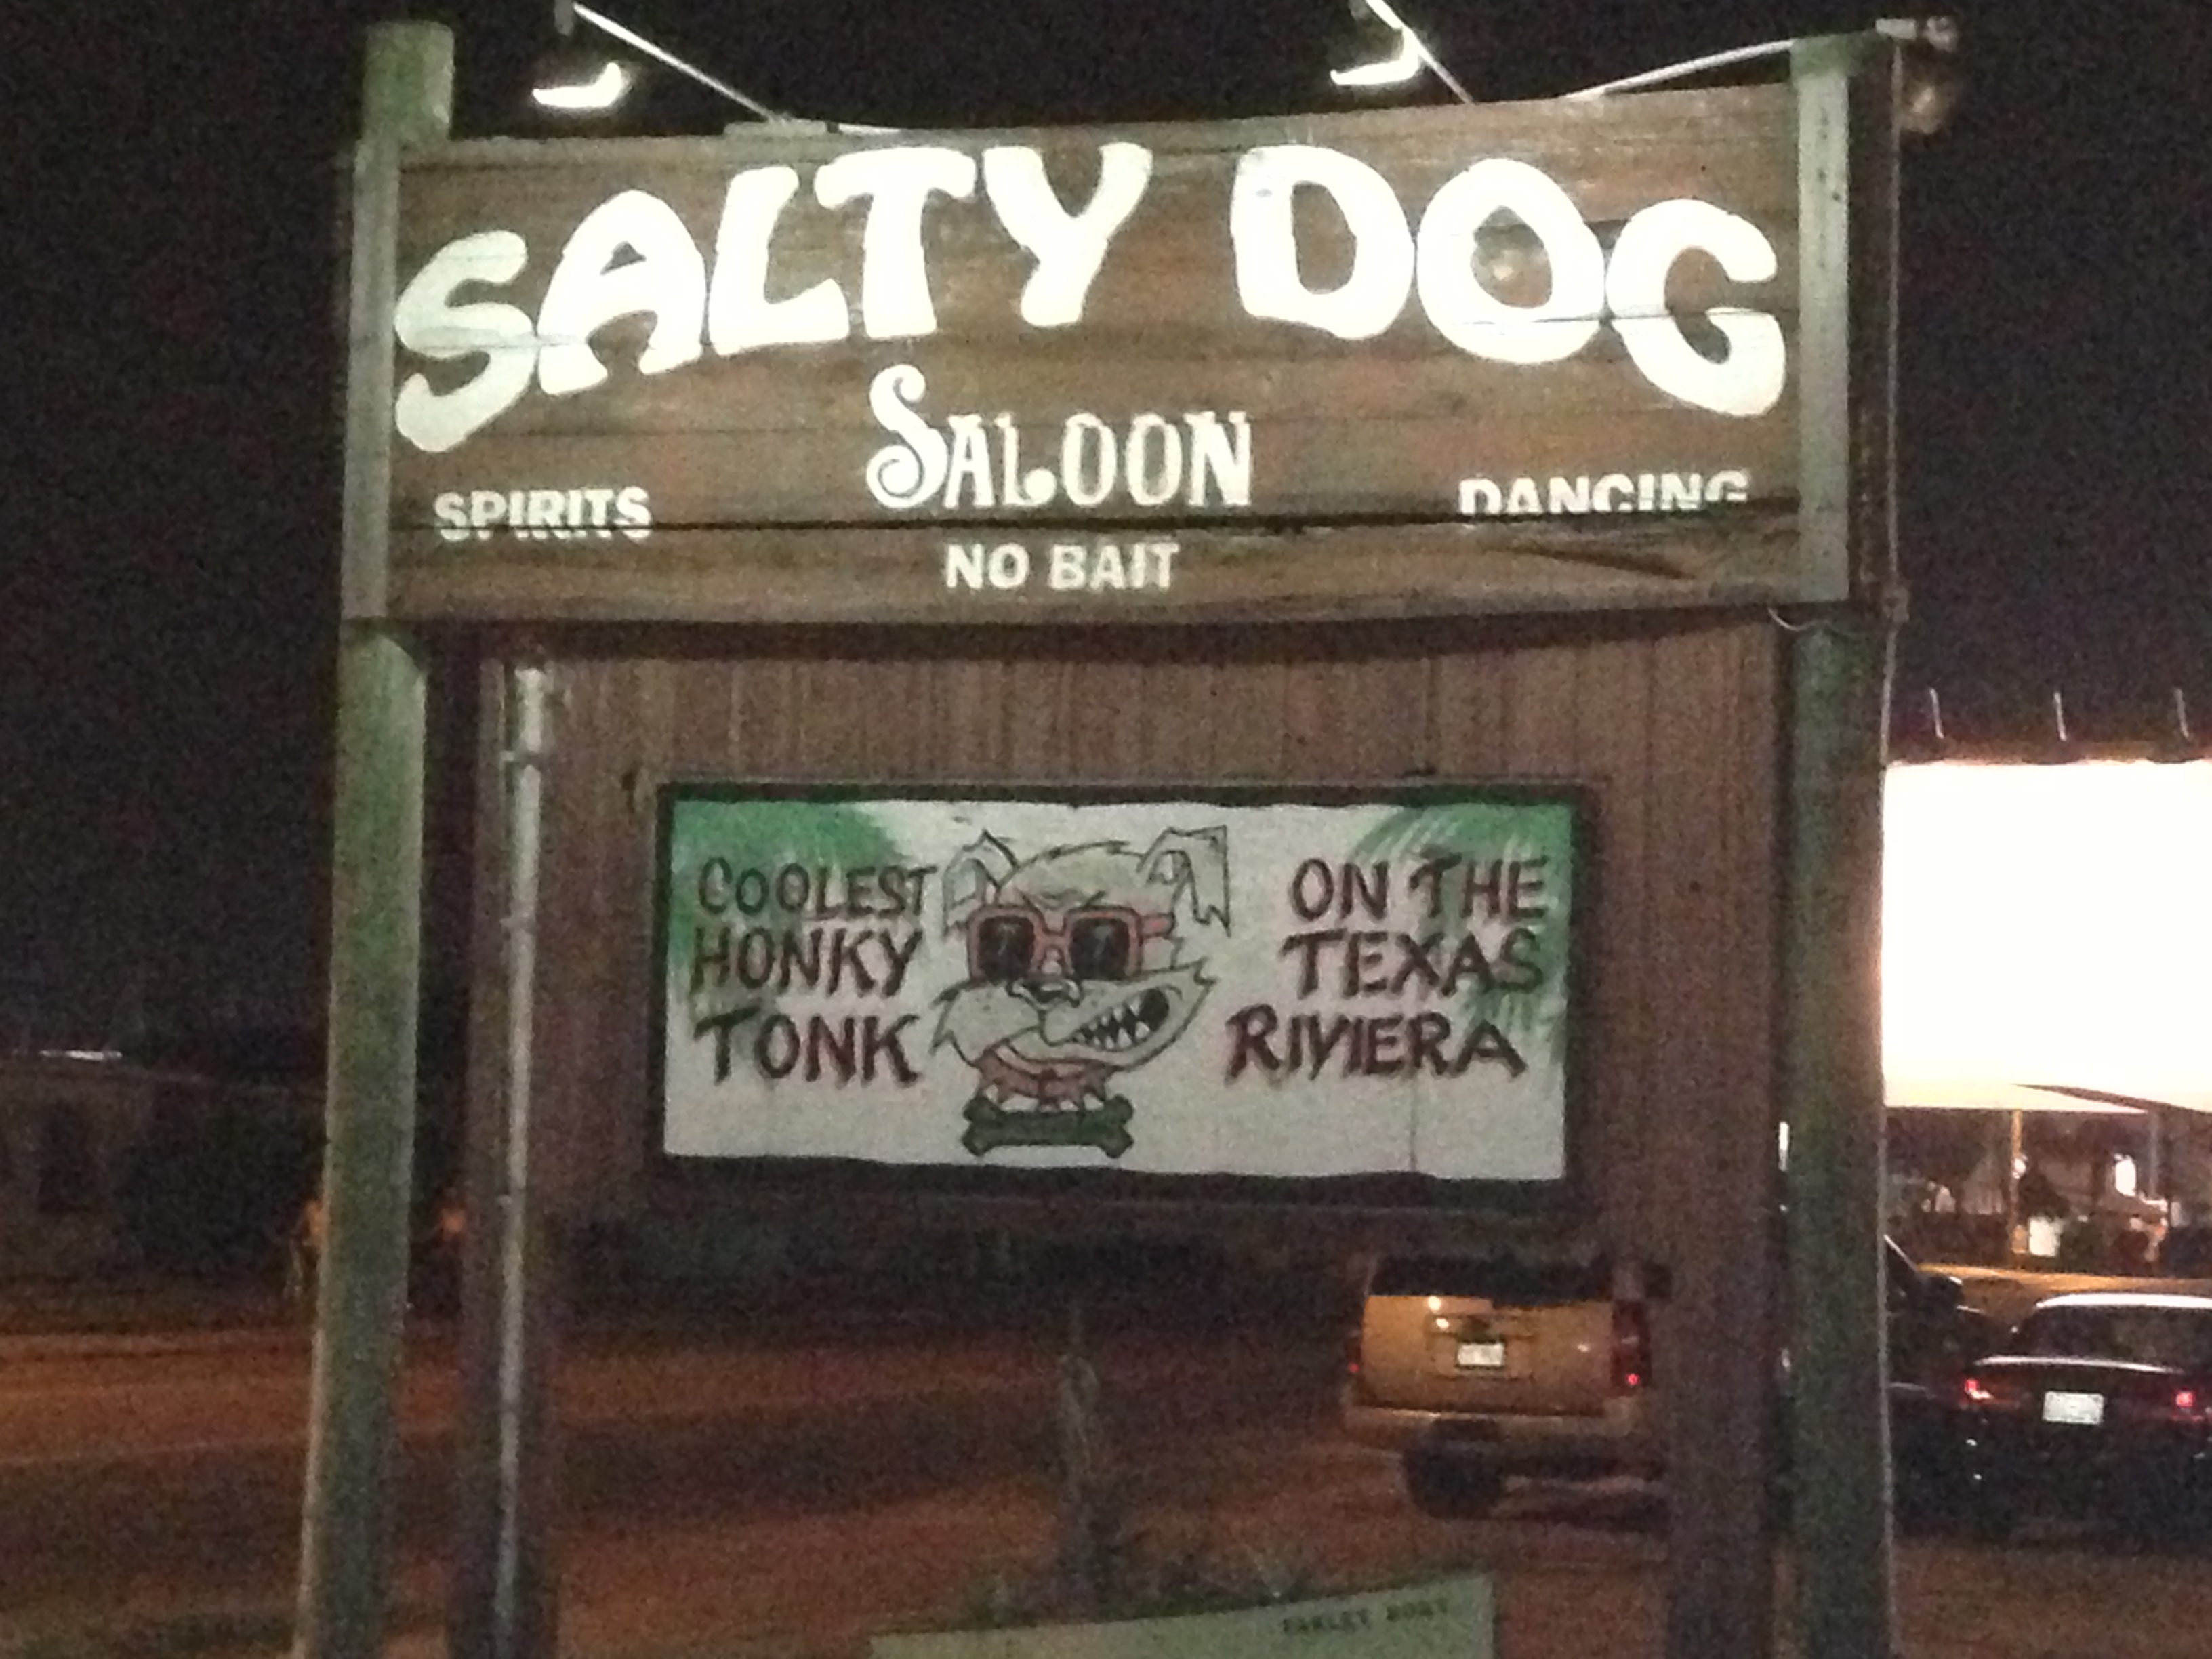 SALTY DOG
SALOON
SPIRITS
DANCING
NO BAIT
COOLEST
HONKY
TONK
ON THE
TEXAS
RIVIERA